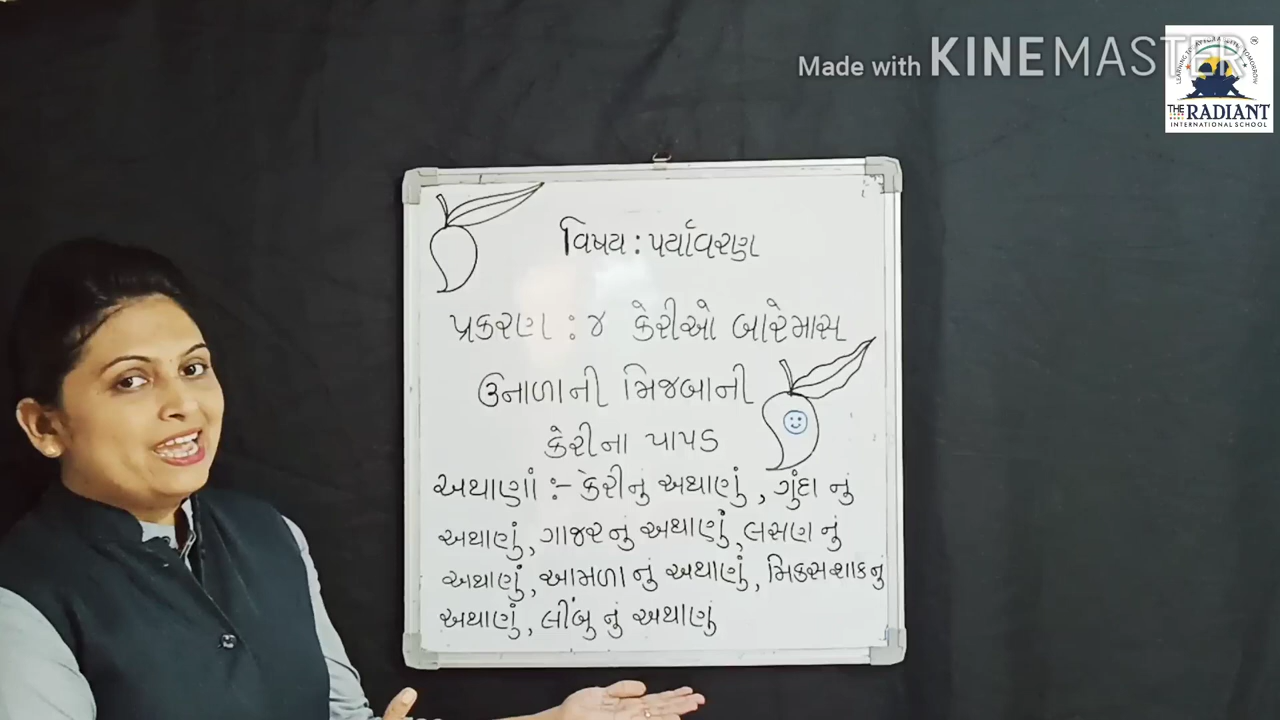 Made with KINEMASTER
THE RADIANT
INTERNATIONAL SCHOOL
વિષય : પર્યાવરણ
પ્રકરણ : ૪ કેરીઓ બારેમાસ
ઉનાળાની મિજબાની
કેરીના પાપડ
અથાણાં :- કેરીનુ અથાણું , ગુંદા નું
અથાણું, ગાજર નું અથાણું, લસણ નું
અથાણું, આમળા નું અથાણું, મિક્સ શાક નુ
અથાણું, લીંબુ નું અથાણું